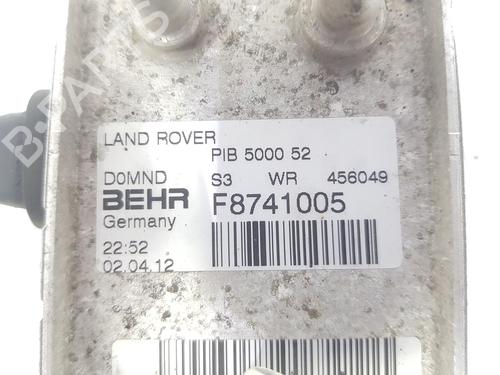 B-PARTS
LAND ROVER
PIB 5000 52
D0MND S3 WR 456049
BEHR F8741005
Germany
22:52
02.04.12